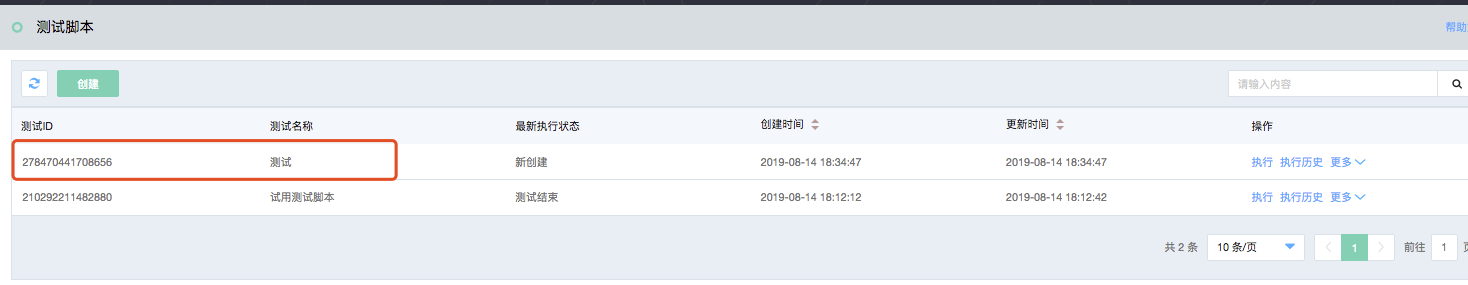 测试脚本
帮助
创建
请输入内容
测试ID 测试名称 最新执行状态 创建时间 更新时间 操作
278470441708656 测试 新创建 2019-08-14 18:34:47 2019-08-14 18:34:47 执行 执行历史 更多
210292211482880 试用测试脚本 测试结束 2019-08-14 18:12:12 2019-08-14 18:12:42 执行 执行历史 更多
共 2 条 10 条/页 1 前往 1